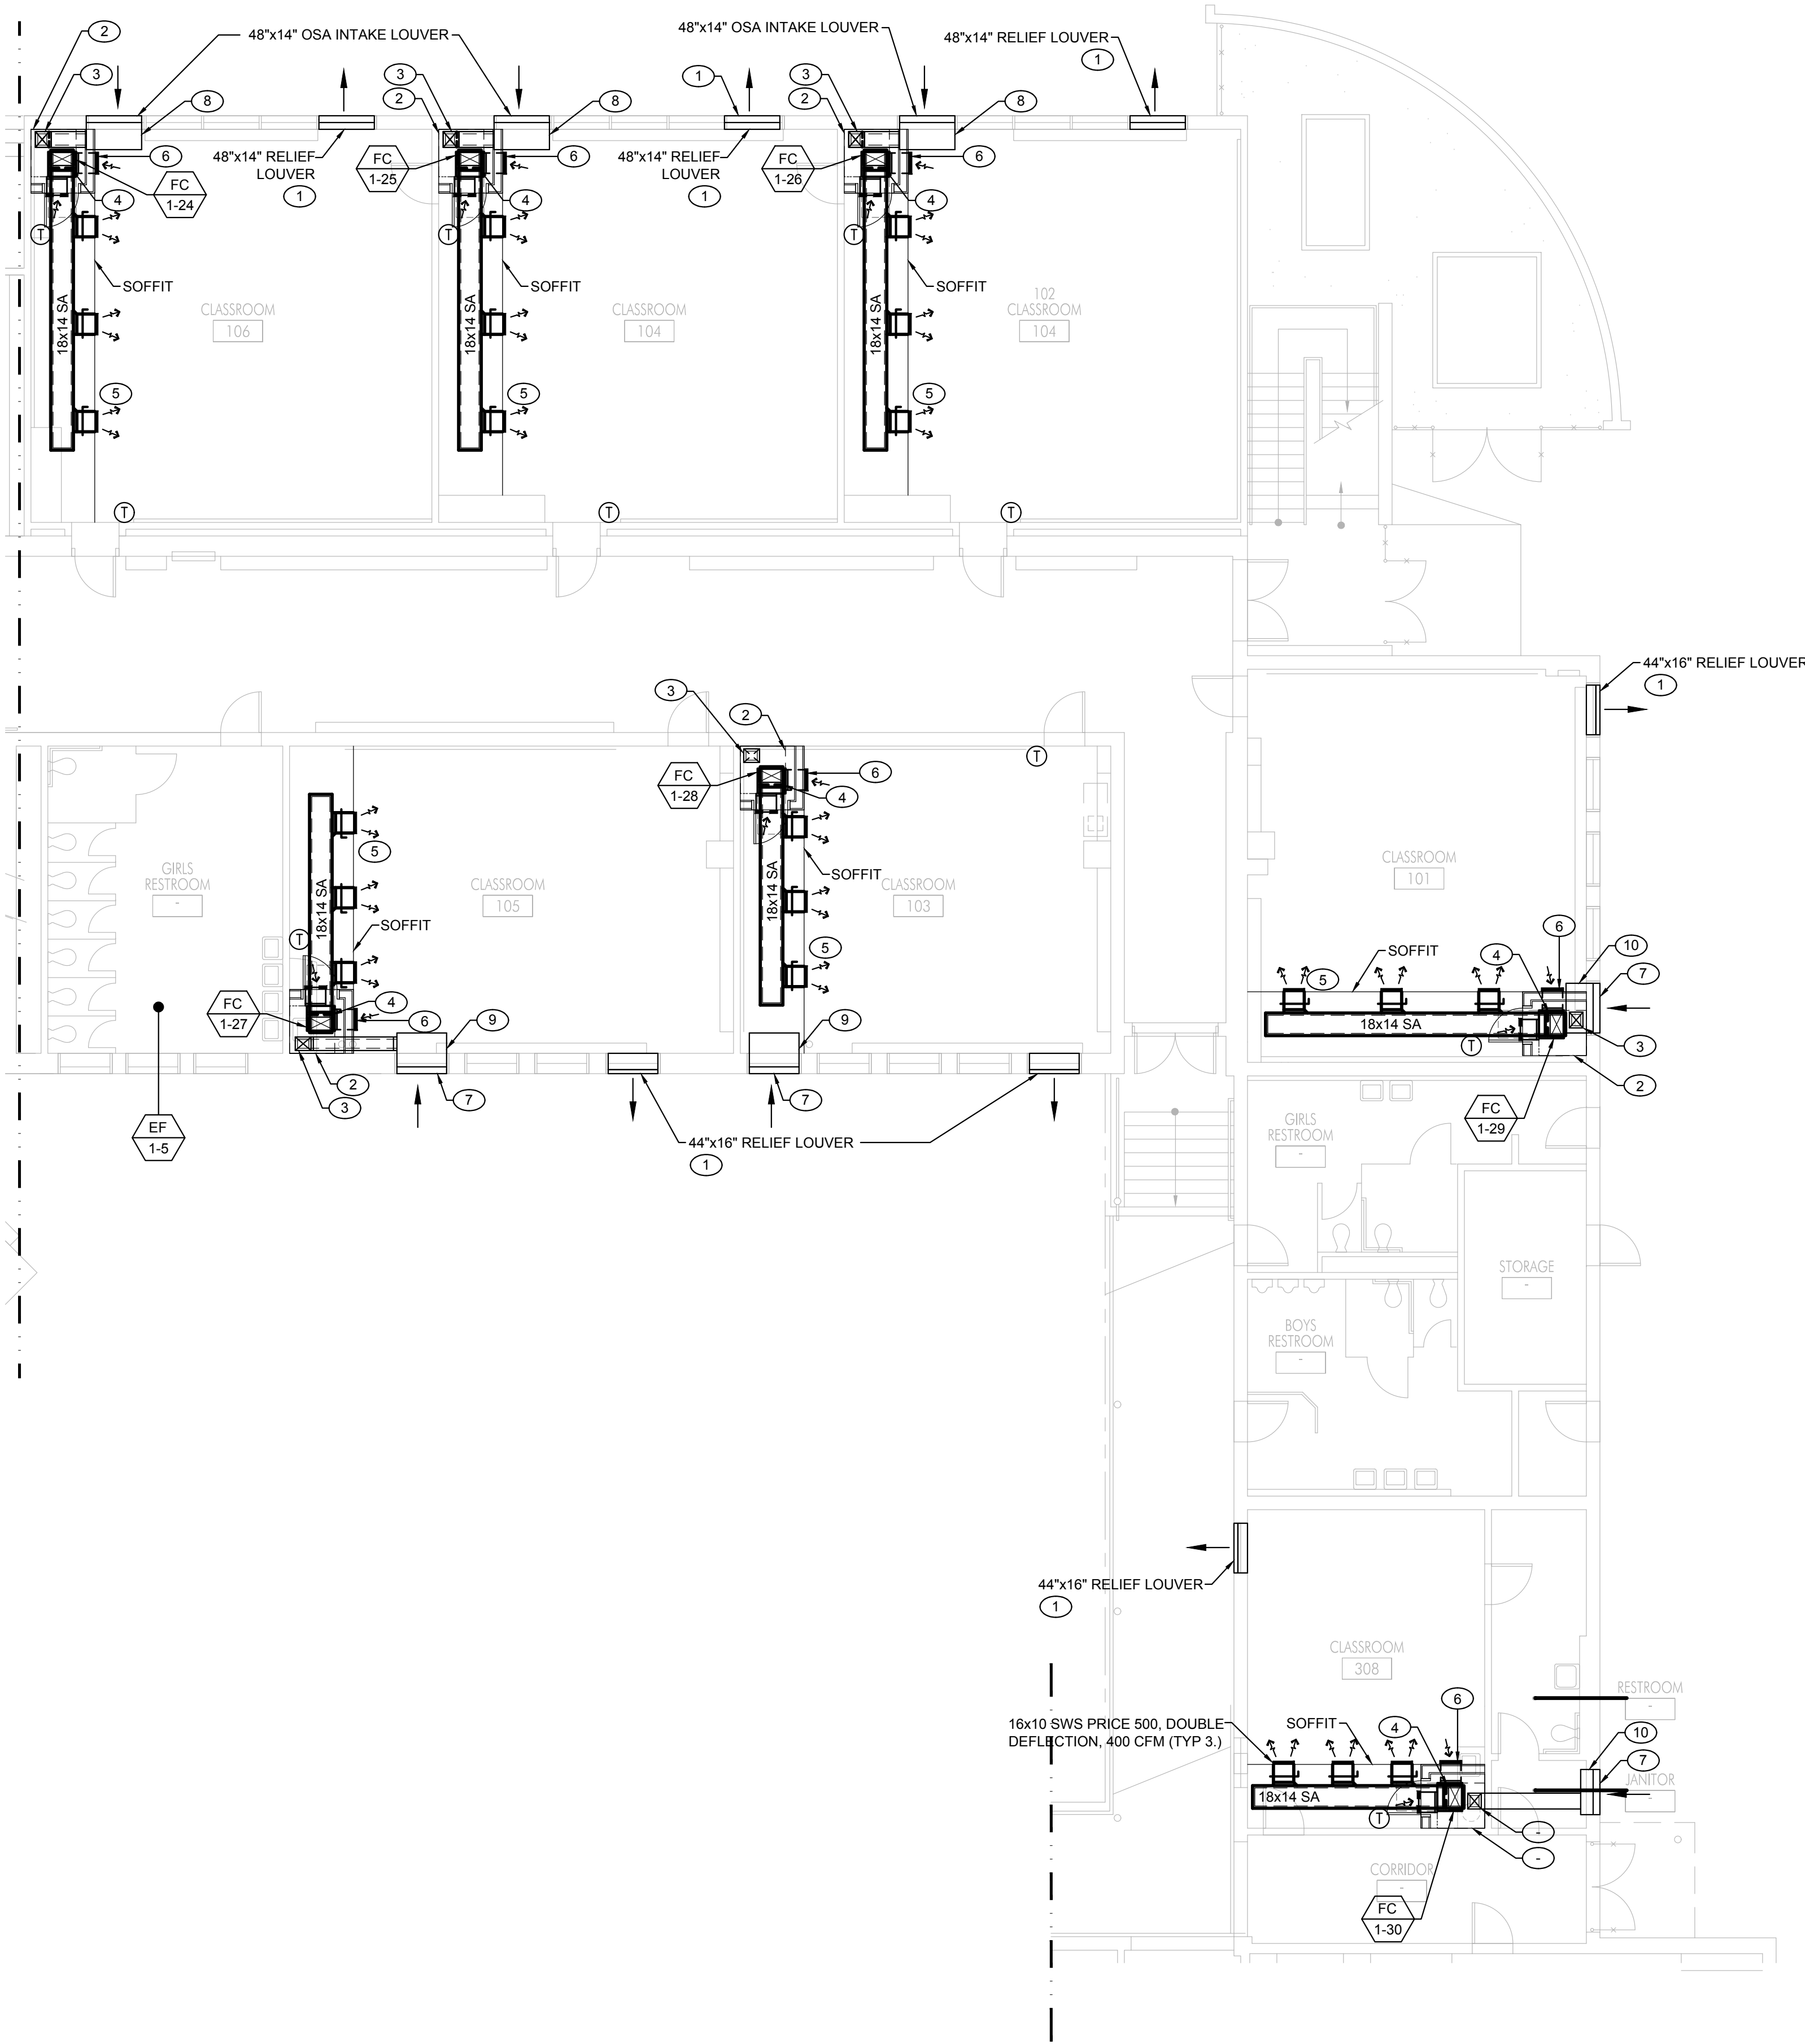 2
48"x14" OSA INTAKE LOUVER
48"x14" OSA INTAKE LOUVER
48"x14" RELIEF LOUVER
1
3
8
3
2
1
8
3
2
8
6
48"x14" RELIEF
LOUVER
1
FC
1-24
4
FC
1-25
6
48"x14" RELIEF
LOUVER
1
4
FC
1-26
6
4
T
T
T
SOFFIT
SOFFIT
SOFFIT
18x14 SA
CLASSROOM
106
18x14 SA
CLASSROOM
104
18x14 SA
102
CLASSROOM
104
5
5
5
T
T
T
44"x16" RELIEF LOUVER
1
3
2
T
FC
1-28
6
4
GIRLS
RESTROOM
-
18x14 SA
5
CLASSROOM
105
SOFFIT
T
18x14 SA
SOFFIT
CLASSROOM
103
5
CLASSROOM
101
FC
1-27
4
6
9
9
2
3
7
7
EF
1-5
44"x16" RELIEF LOUVER
1
SOFFIT
5
4
6
10
7
18x14 SA
T
3
2
FC
1-29
GIRLS
RESTROOM
-
STORAGE
-
BOYS
RESTROOM
-
44"x16" RELIEF LOUVER
1
CLASSROOM
308
RESTROOM
-
16x10 SWS PRICE 500, DOUBLE
DEFLECTION, 400 CFM (TYP 3.)
SOFFIT
4
6
10
7
JANITOR
-
18x14 SA
T
-
-
CORRIDOR
-
FC
1-30